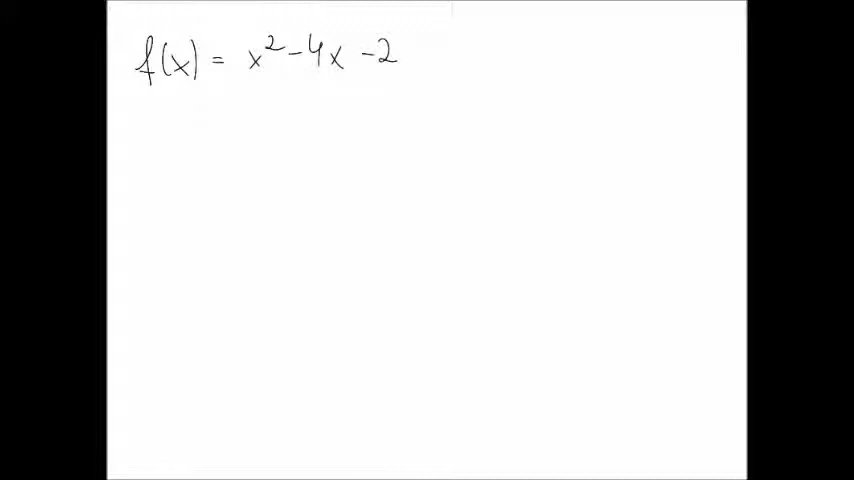 f(x) = x² - 4x - 2